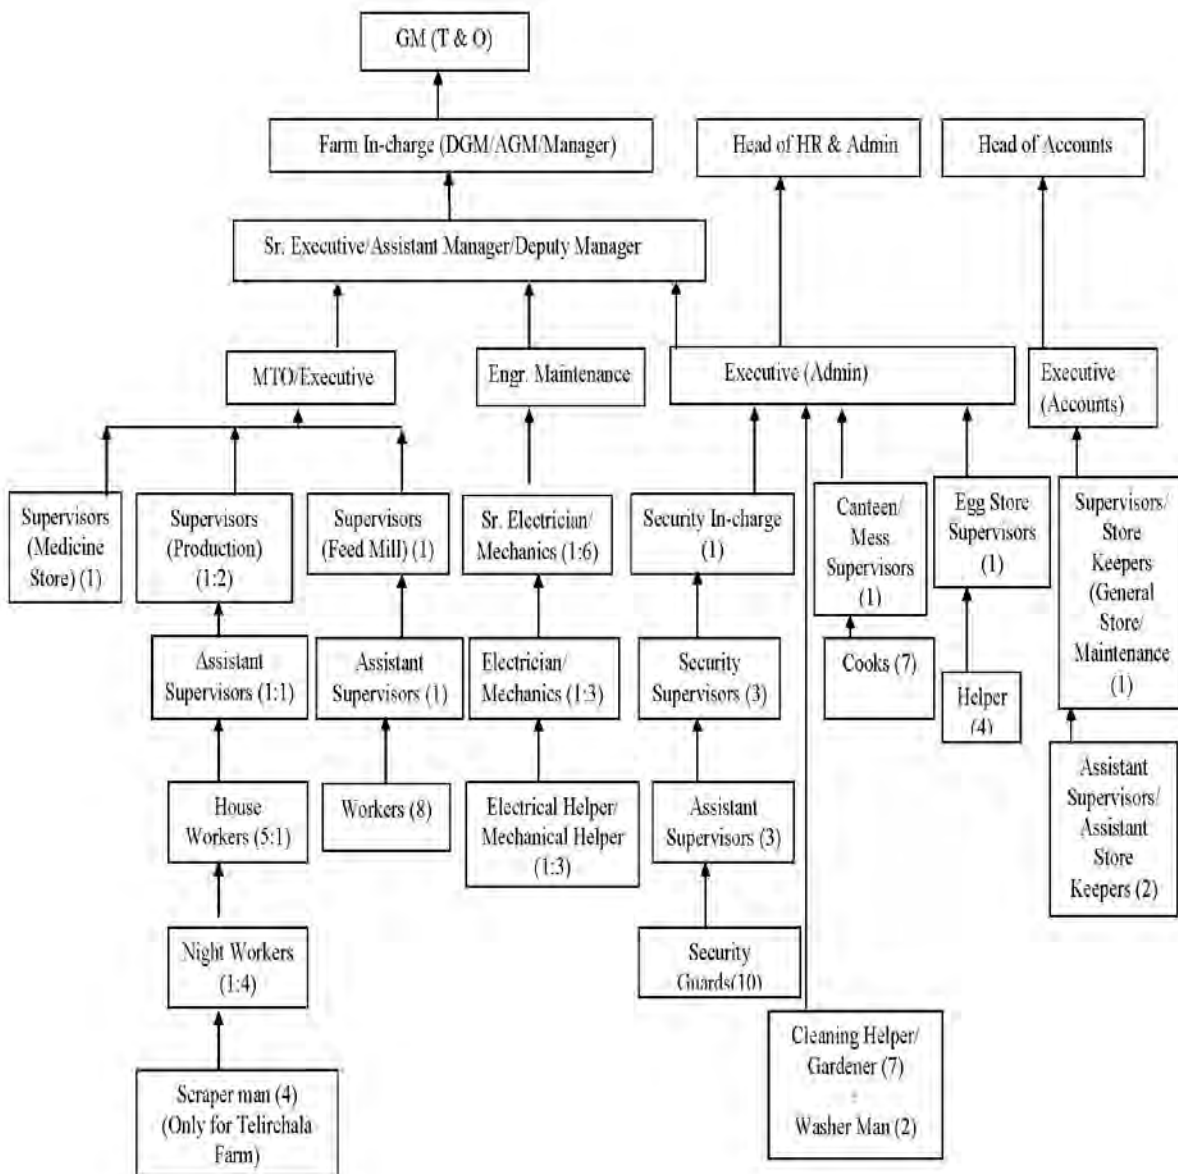 GM (T & O)
Farm In-charge (DGM/AGM/Manager)
Head of HR & Admin
Head of Accounts
Sr. Executive/Assistant Manager/Deputy Manager
MTO/Executive
Engr. Maintenance
Executive (Admin)
Executive
(Accounts)
Supervisors
(Medicine
Store) (1)
Supervisors
(Production)
(1:2)
Supervisors
(Feed Mill) (1)
Sr. Electrician/
Mechanics (1:6)
Security In-charge
(1)
Canteen/
Mess
Supervisors
(1)
Egg Store
Supervisors
(1)
Supervisors/
Store
Keepers
(General
Store/
Maintenance
(1)
Assistant
Supervisors (1:1)
Assistant
Supervisors (1)
Electrician/
Mechanics (1:3)
Security
Supervisors (3)
Cooks (7)
Helper
(4)
House
Workers (5:1)
Workers (8)
Electrical Helper/
Mechanical Helper
(1:3)
Assistant
Supervisors (3)
Assistant
Supervisors/
Assistant
Store
Keepers (2)
Night Workers
(1:4)
Security
Guards(10)
Cleaning Helper/
Gardener (7)
-
Washer Man (2)
Scraper man (4)
(Only for Telirchala
Farm)